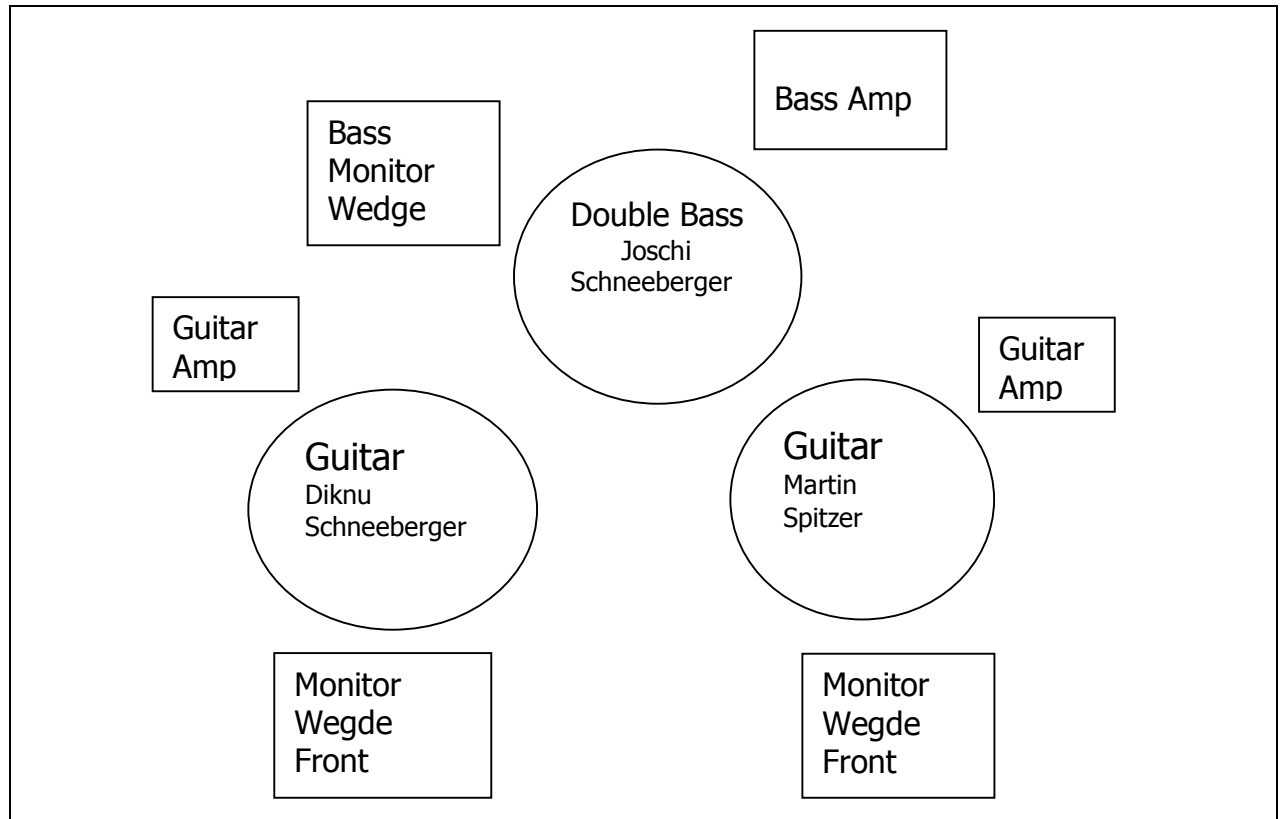 Bass Amp
Bass
Monitor
Wedge
Double Bass
Joschi
Schneeberger
Guitar
Amp
Guitar
Amp
Guitar
Diknu
Schneeberger
Guitar
Martin
Spitzer
Monitor
Wegde
Front
Monitor
Wegde
Front